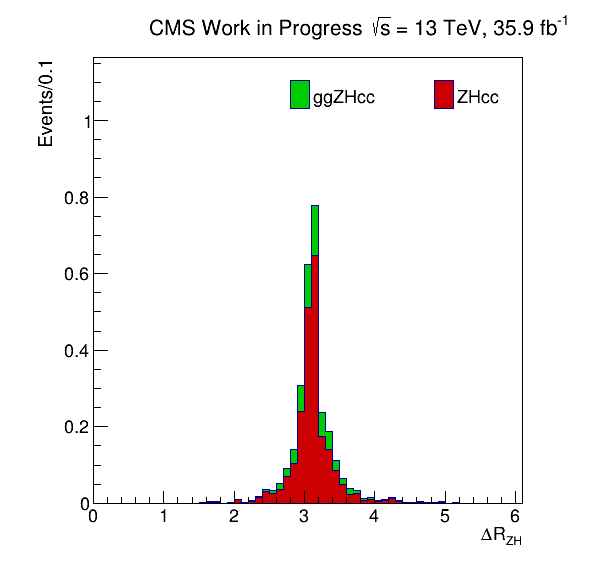 CMS Work in Progress √s = 13 TeV, 35.9 fb⁻¹
Events/0.1
ggZHcc ZHcc
1
0.8
0.6
0.4
0.2
0
0 1 2 3 4 5 6
ΔR_ZH